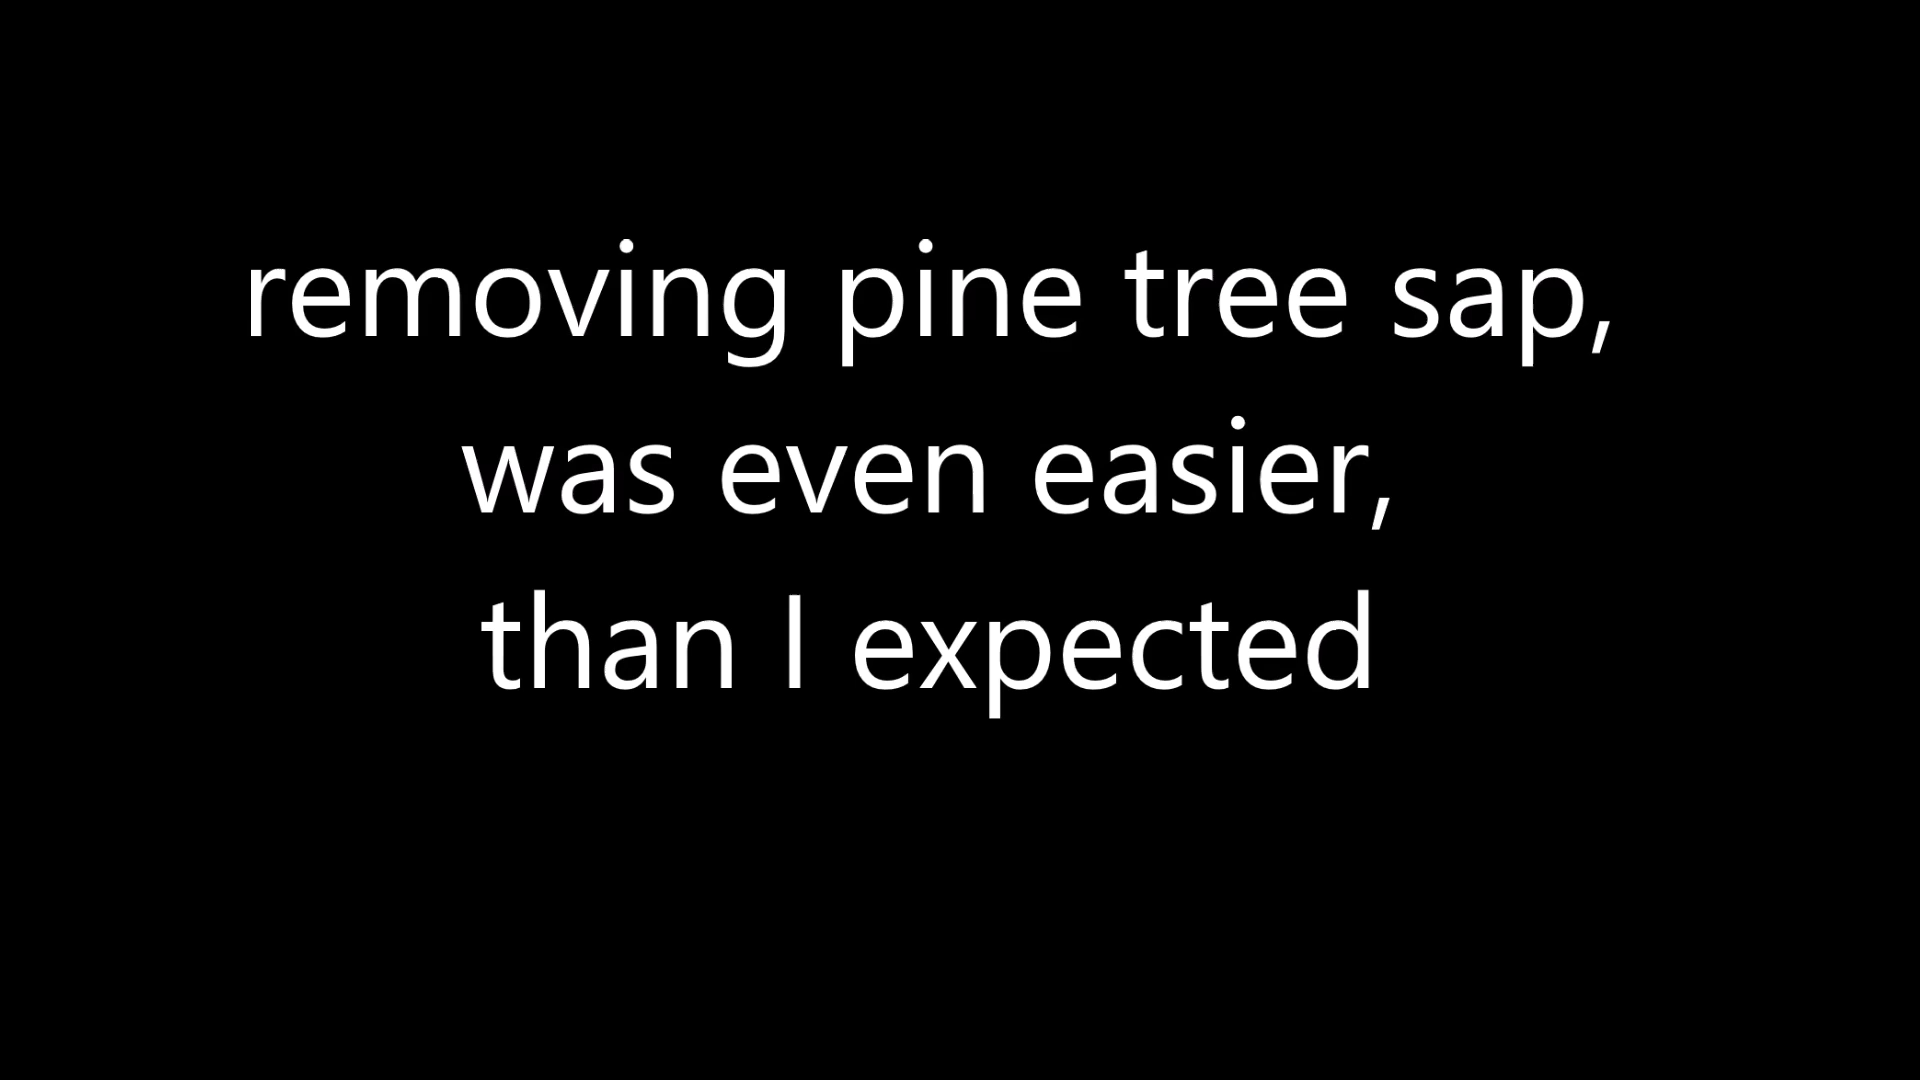 removing pine tree sap,
was even easier,
than I expected